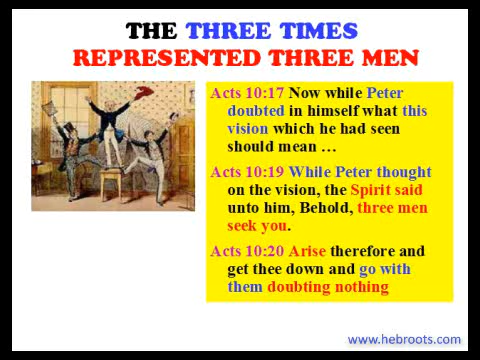 THE THREE TIMES
REPRESENTED THREE MEN
Acts 10:17 Now while Peter
doubted in himself what this
vision which he had seen
should mean …
Acts 10:19 While Peter thought
on the vision, the Spirit said
unto him, Behold, three men
seek you.
Acts 10:20 Arise therefore and
get thee down and go with
them doubting nothing
www.hebroots.com